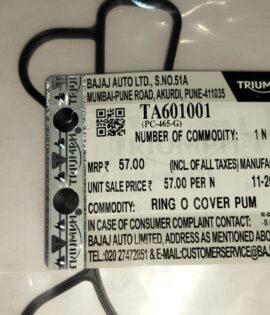 BAJAJ AUTO LTD., S.NO.51A
MUMBAI-PUNE ROAD, AKURDI, PUNE-411035
TRIUM
TA601001
(PC-465-G)
NUMBER OF COMMODITY: 1 N
MRP ₹ 57.00 (INCL.OF ALL TAXES) MANUFA
UNIT SALE PRICE ₹ 57.00 PER N 11-20
COMMODITY: RING O COVER PUM
IN CASE OF CONSUMER COMPLAINT CONTACT:
BAJAJ AUTO LIMITED, ADDRESS AS MENTIONED ABO
TEL:020 27472851 & E.MAIL:CUSTOMERSERVICE@BAJ
TRIUMPH
TRIUMPH